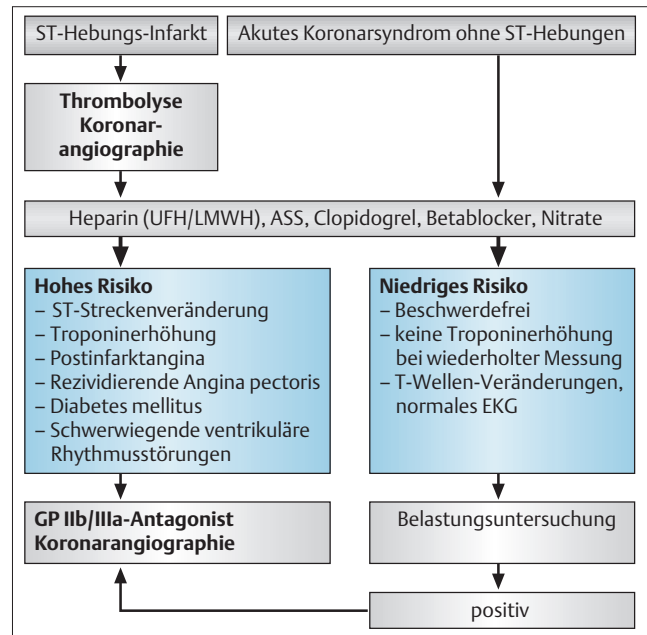 ST-Hebungs-Infarkt
Akutes Koronarsyndrom ohne ST-Hebungen
Thrombolyse
Koronar-
angiographie
Heparin (UFH/LMWH), ASS, Clopidogrel, Betablocker, Nitrate
Hohes Risiko
– ST-Streckenveränderung
– Troponinerhöhung
– Postinfarktangina
– Rezividierende Angina pectoris
– Diabetes mellitus
– Schwerwiegende ventrikuläre
Rhythmusstörungen
Niedriges Risiko
– Beschwerdefrei
– keine Troponinerhöhung
bei wiederholter Messung
– T-Wellen-Veränderungen,
normales EKG
GP IIb/IIIa-Antagonist
Koronarangiographie
Belastungsuntersuchung
positiv